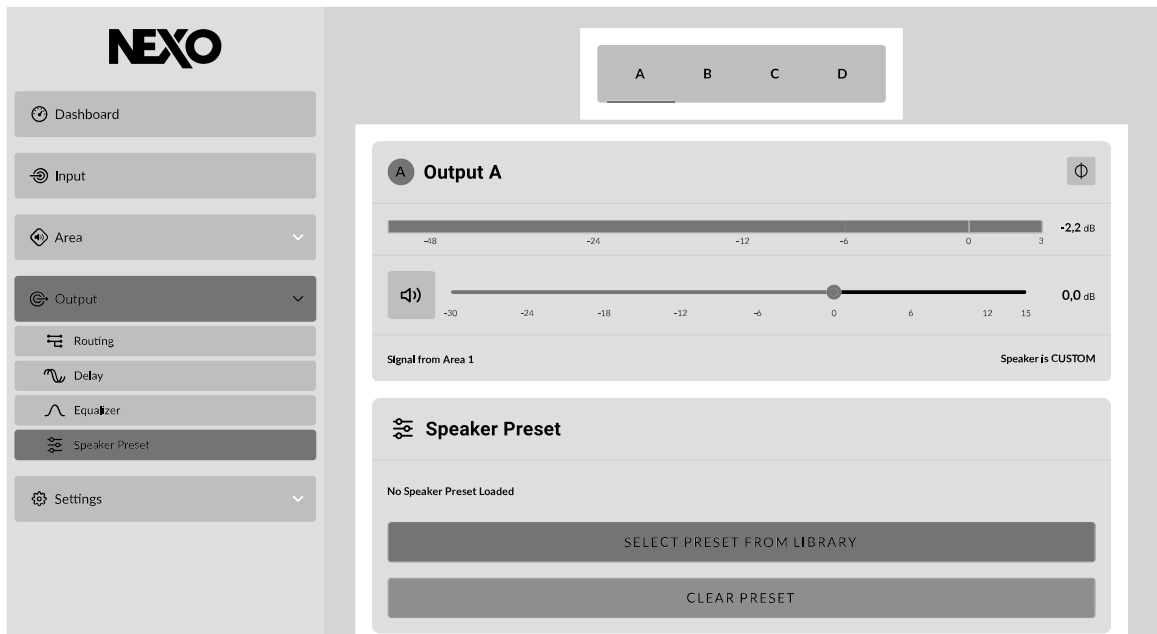 NEXO
Dashboard
Input
Area
Output
Routing
Delay
Equalizer
Speaker Preset
Settings
A B C D
A Output A
-48 -24 -12 -6 0 3 -2,2 dB
-30 -24 -18 -12 -6 0 6 12 15 0,0 dB
Signal from Area 1 Speaker is CUSTOM
Speaker Preset
No Speaker Preset Loaded
SELECT PRESET FROM LIBRARY
CLEAR PRESET